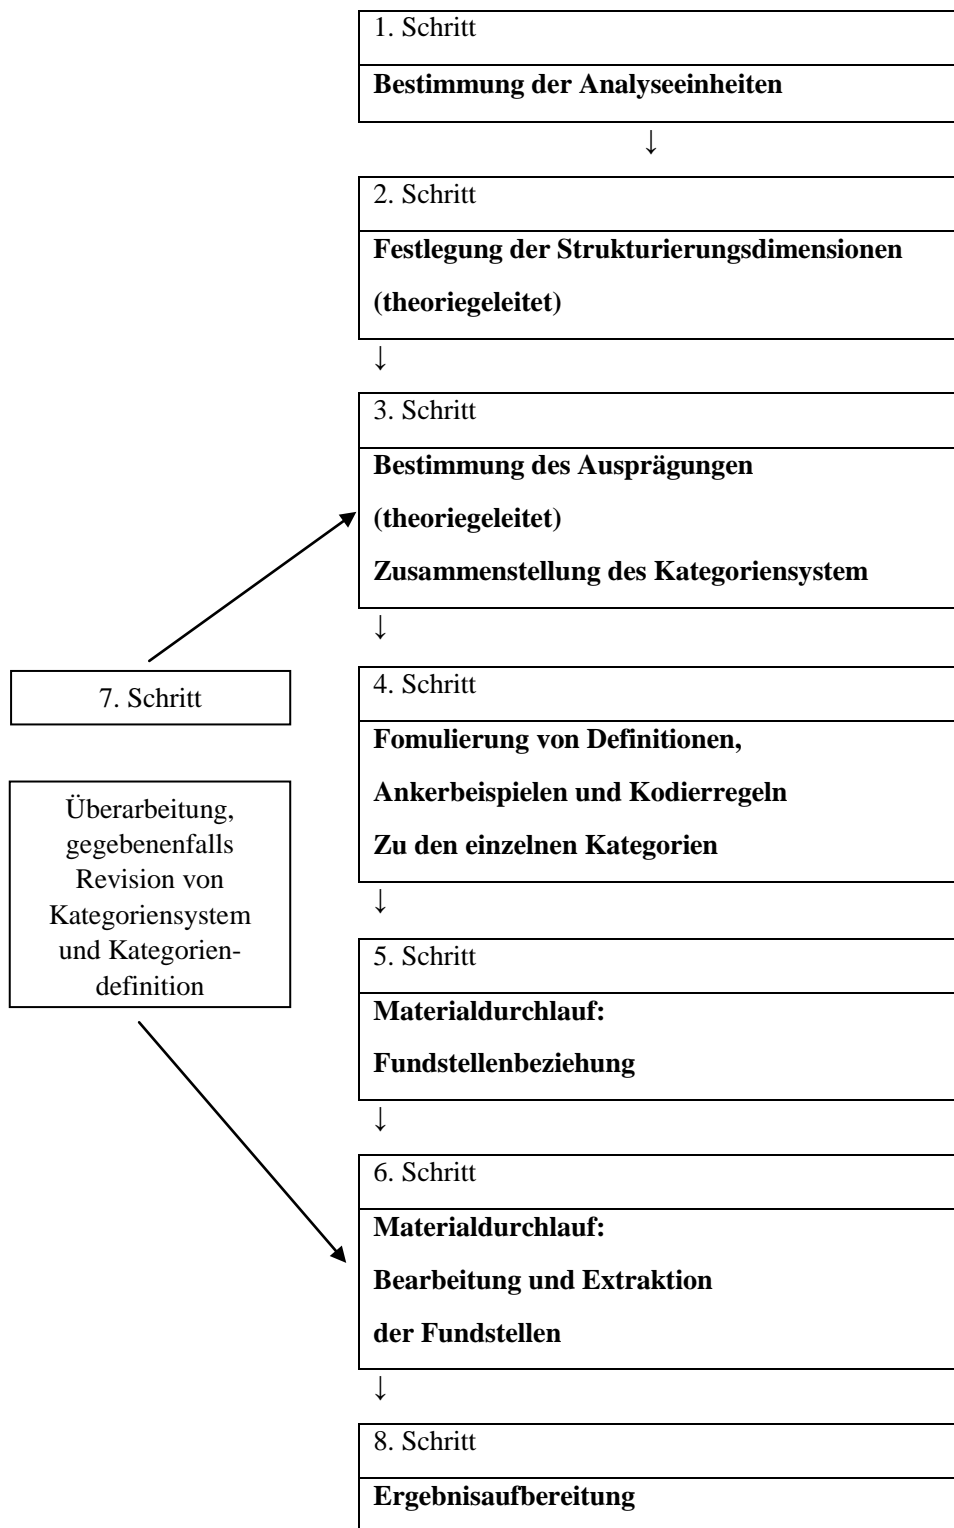 1. Schritt
Bestimmung der Analyseeinheiten
↓
2. Schritt
Festlegung der Strukturierungsdimensionen
(theoriegeleitet)
↓
3. Schritt
Bestimmung des Ausprägungen
(theoriegeleitet)
Zusammenstellung des Kategoriensystem
↓
7. Schritt
Überarbeitung,
gegebenenfalls
Revision von
Kategoriensystem
und Kategorien-
definition
4. Schritt
Fomulierung von Definitionen,
Ankerbeispielen und Kodierregeln
Zu den einzelnen Kategorien
↓
5. Schritt
Materialdurchlauf:
Fundstellenbeziehung
↓
6. Schritt
Materialdurchlauf:
Bearbeitung und Extraktion
der Fundstellen
↓
8. Schritt
Ergebnisaufbereitung